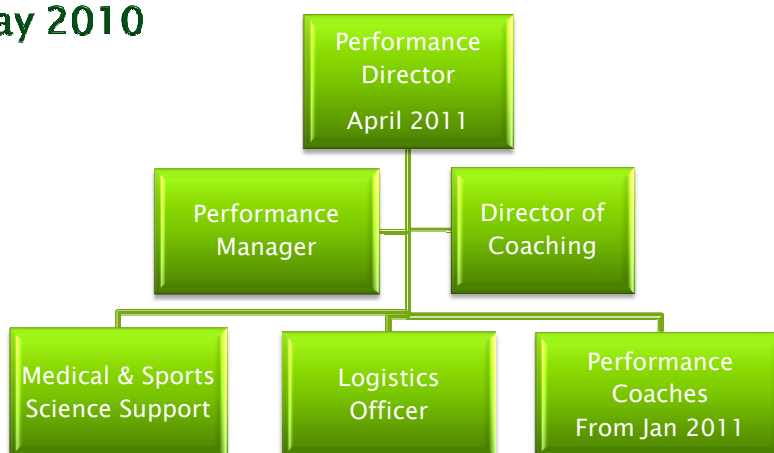 ay 2010
Performance
Director
April 2011
Performance
Manager
Director of
Coaching
Medical & Sports
Science Support
Logistics
Officer
Performance
Coaches
From Jan 2011